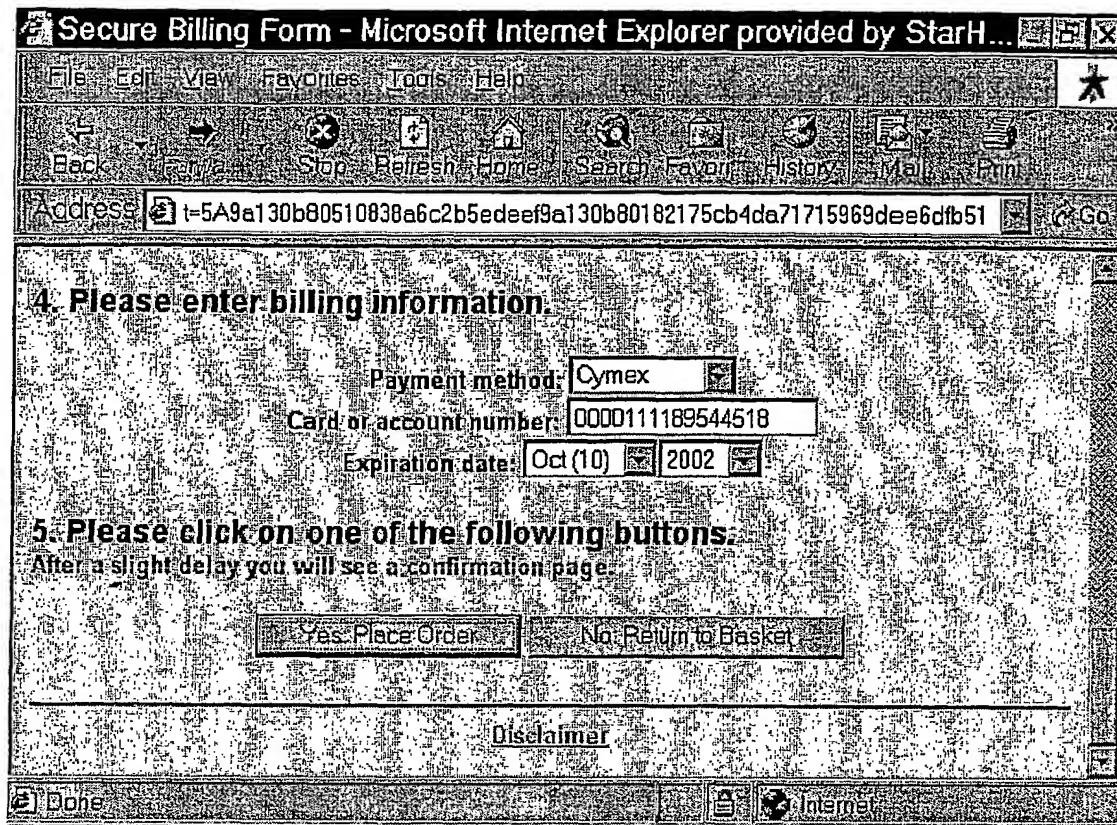 Secure Billing Form - Microsoft Internet Explorer provided by StarH...
File Edit View Favorites Tools Help
Back Forward Stop Refresh Home Search Favorit History Mail Print
Address t=5A9a130b80510838a6c2b5edeef9a130b80182175cb4da71715969dee6dfb51 Go
4. Please enter billing information.
Payment method: Cymex
Card or account number: 0000111189544518
Expiration date: Oct (10) 2002
5. Please click on one of the following buttons.
After a slight delay you will see a confirmation page.
Yes: Place Order No: Return to Basket
Disclaimer
Done Internet